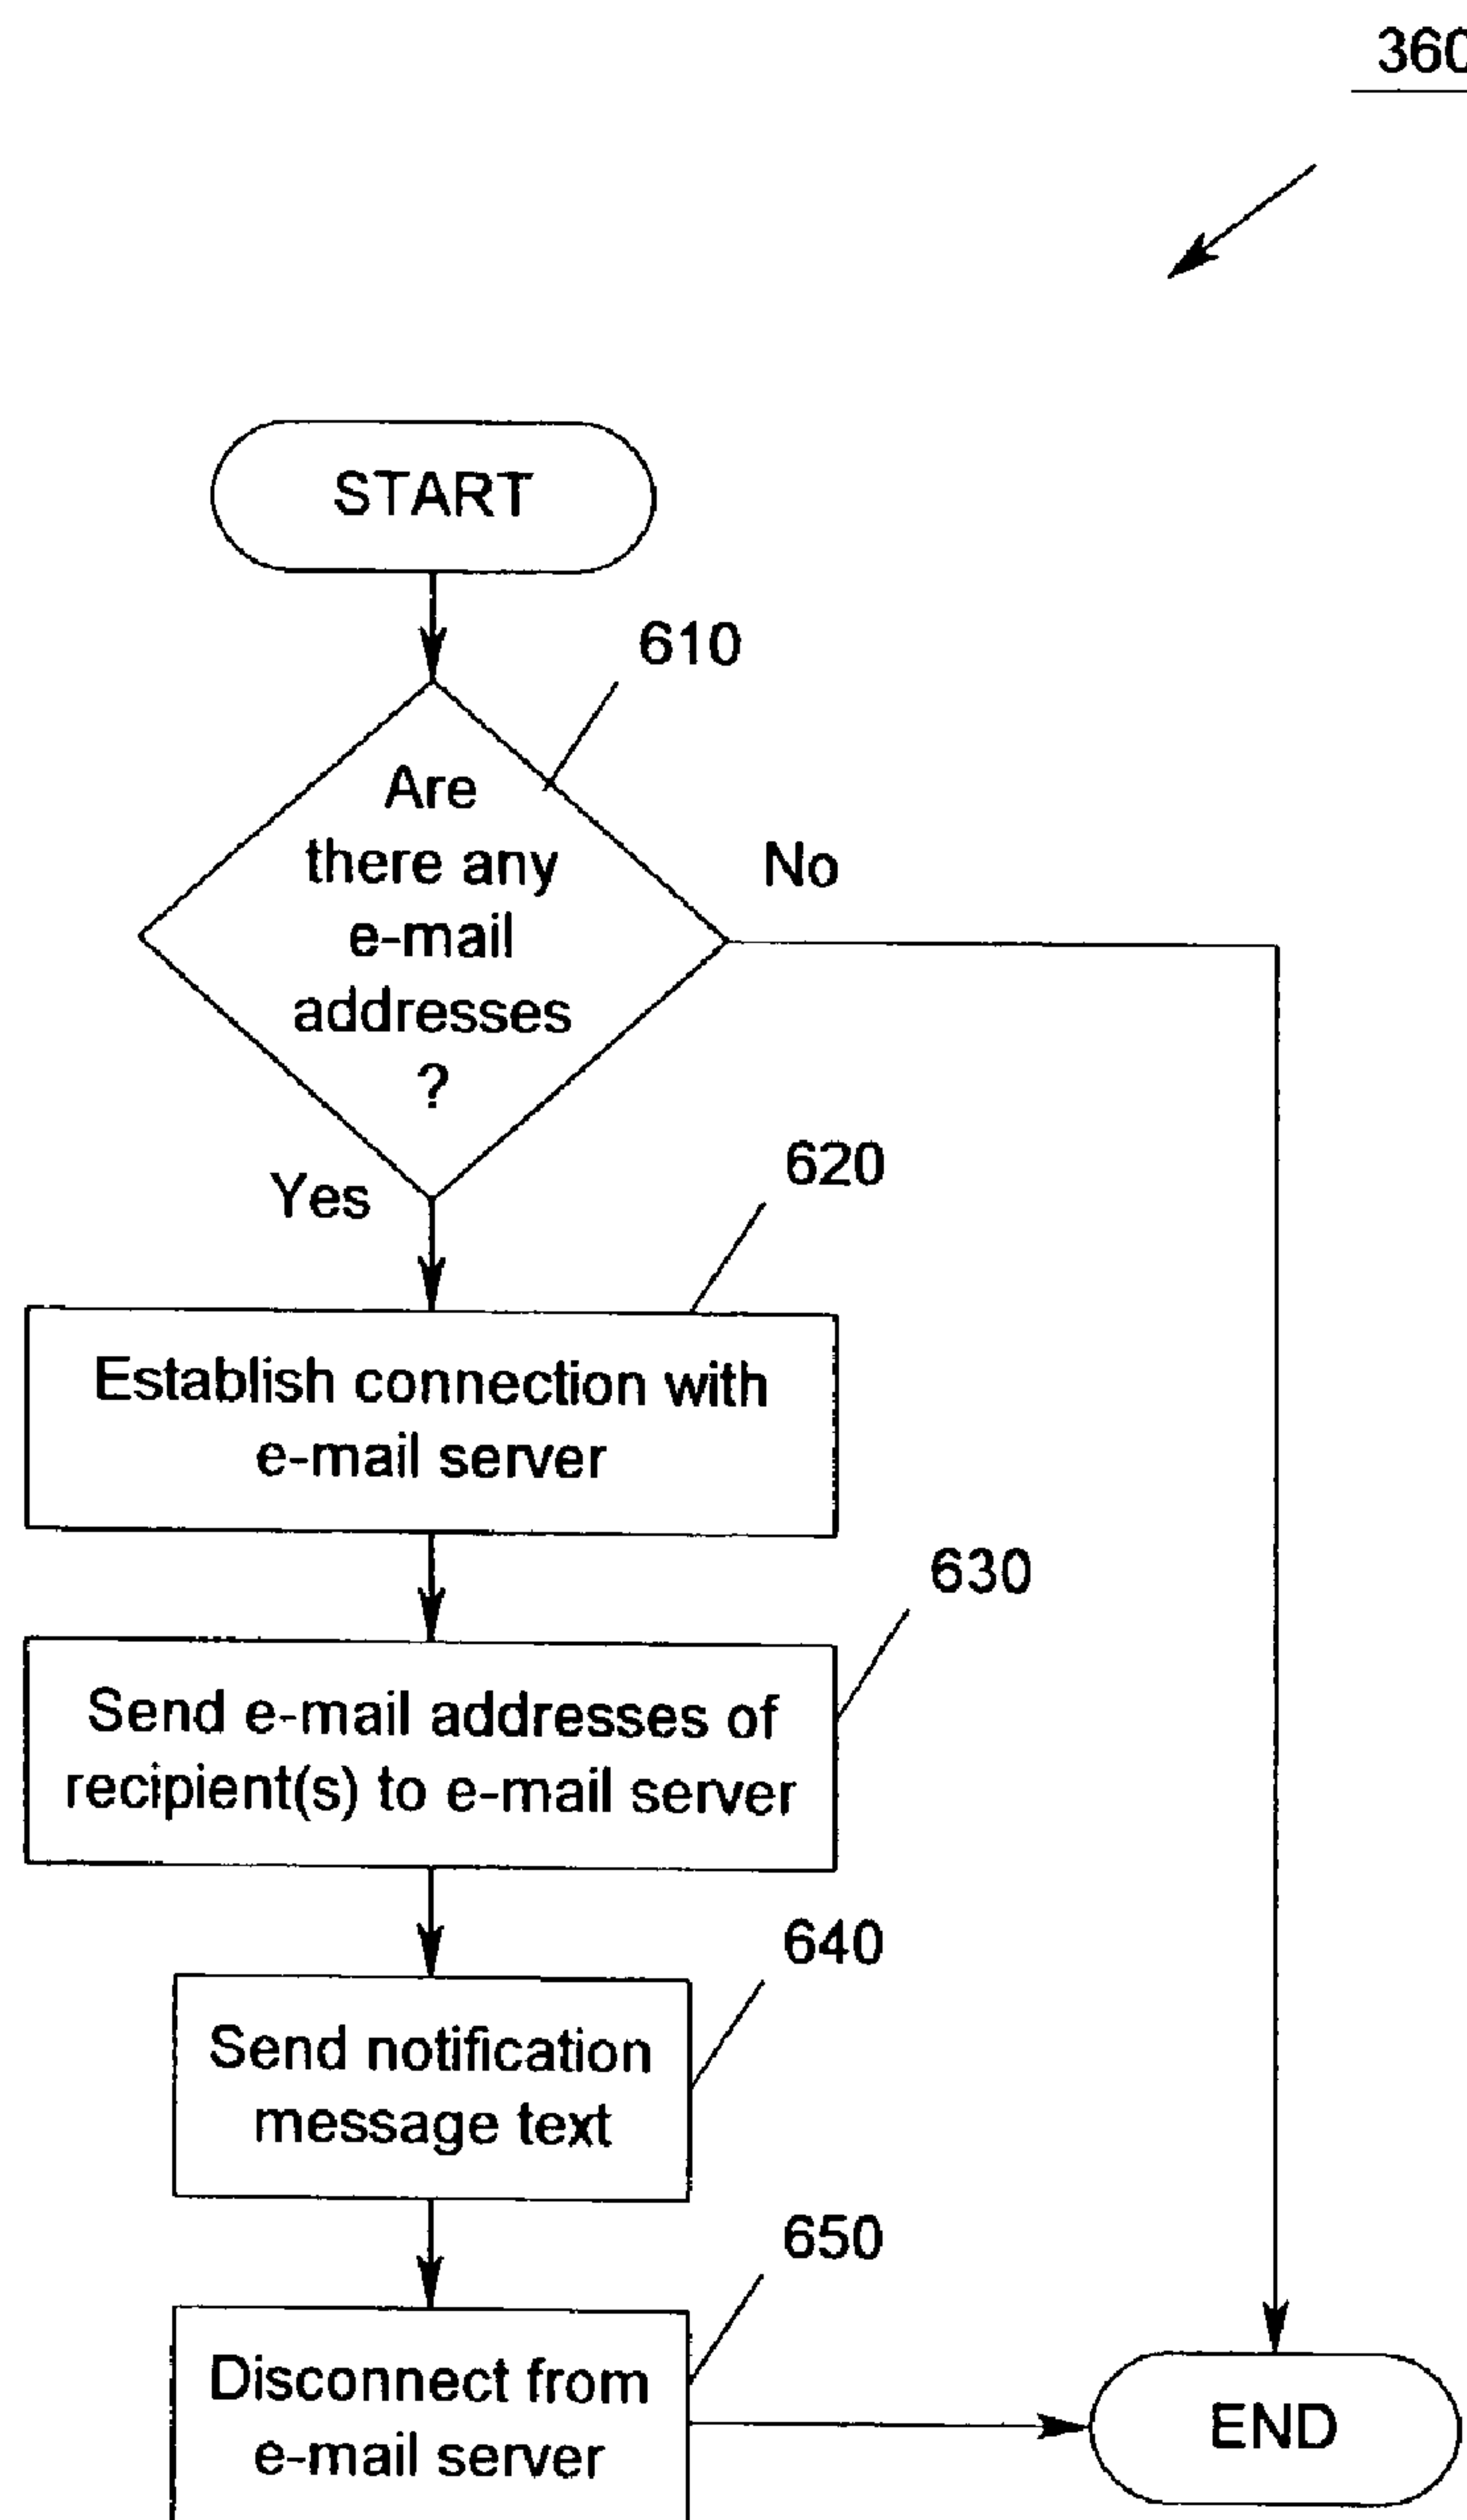 360
START
610
Are
there any
e-mail
addresses
?
No
Yes
620
Establish connection with
e-mail server
630
Send e-mail addresses of
recipient(s) to e-mail server
640
Send notification
message text
650
Disconnect from
e-mail server
END